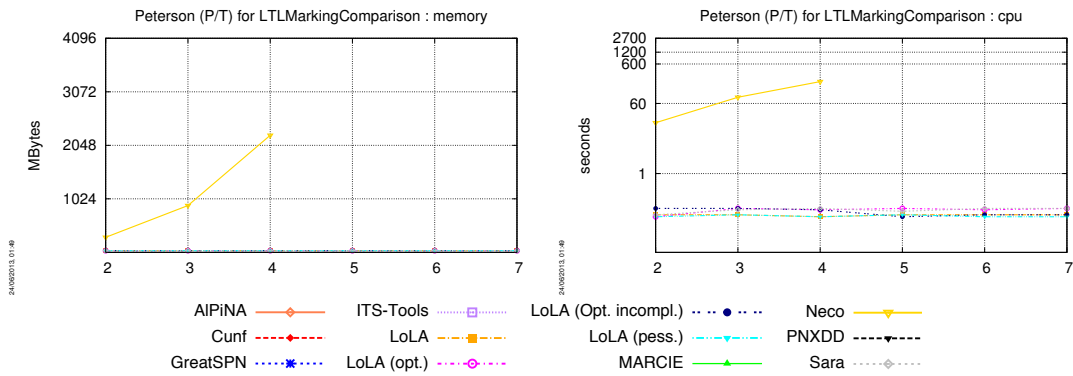 Peterson (P/T) for LTLMarkingComparison : memory
4096
3072
2048
1024
MBytes
2 3 4 5 6 7
24/06/2013, 01:49
Peterson (P/T) for LTLMarkingComparison : cpu
2700
1200
600
60
1
seconds
2 3 4 5 6 7
24/06/2013, 01:49
AlPiNA
Cunf
GreatSPN
ITS-Tools
LoLA
LoLA (opt.)
LoLA (Opt. incompl.)
LoLA (pess.)
MARCIE
Neco
PNXDD
Sara